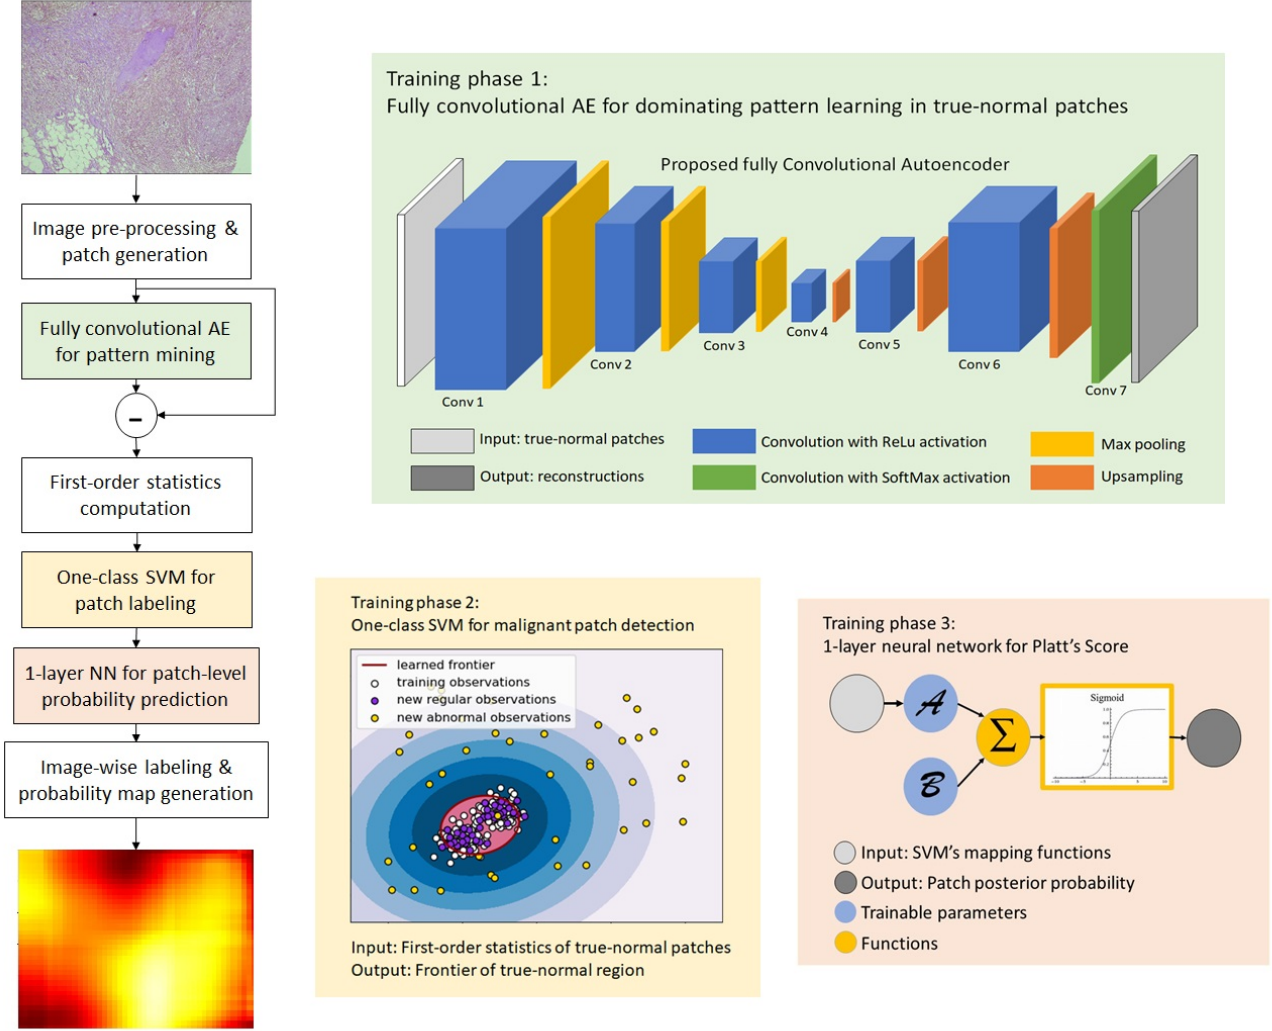 Image pre-processing &
patch generation
Fully convolutional AE
for pattern mining
–
First-order statistics
computation
One-class SVM for
patch labeling
1-layer NN for patch-level
probability prediction
Image-wise labeling &
probability map generation
Training phase 1:
Fully convolutional AE for dominating pattern learning in true-normal patches
Proposed fully Convolutional Autoencoder
Conv 1
Conv 2
Conv 3
Conv 4
Conv 5
Conv 6
Conv 7
Input: true-normal patches
Output: reconstructions
Convolution with ReLu activation
Convolution with SoftMax activation
Max pooling
Upsampling
Training phase 2:
One-class SVM for malignant patch detection
learned frontier
training observations
new regular observations
new abnormal observations
Input: First-order statistics of true-normal patches
Output: Frontier of true-normal region
Training phase 3:
1-layer neural network for Platt's Score
A
B
Σ
Sigmoid
Input: SVM's mapping functions
Output: Patch posterior probability
Trainable parameters
Functions